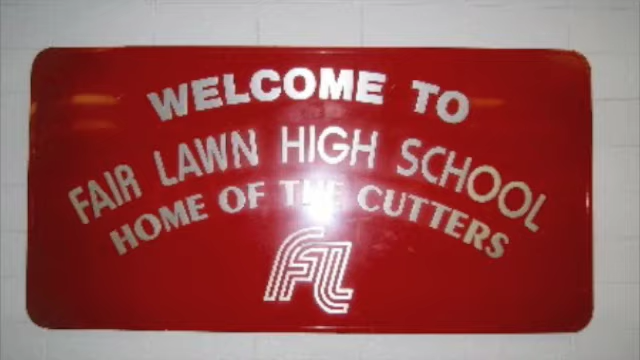 WELCOME TO
FAIR LAWN HIGH SCHOOL
HOME OF THE CUTTERS
FL